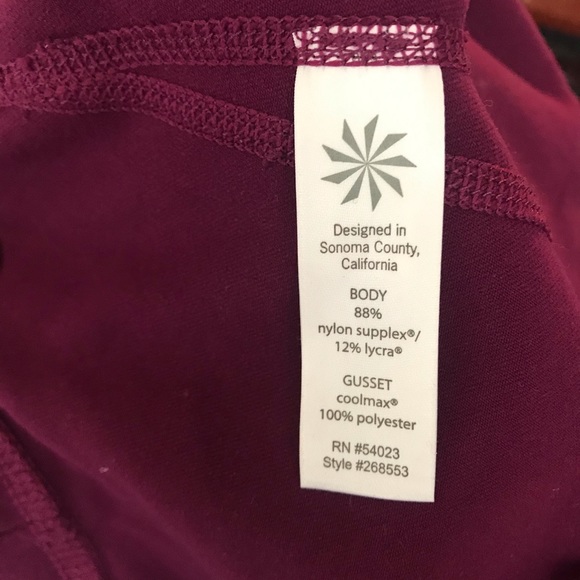 Designed in
Sonoma County,
California
BODY
88%
nylon supplex®/
12% lycra®
GUSSET
coolmax®
100% polyester
RN #54023
Style #268553